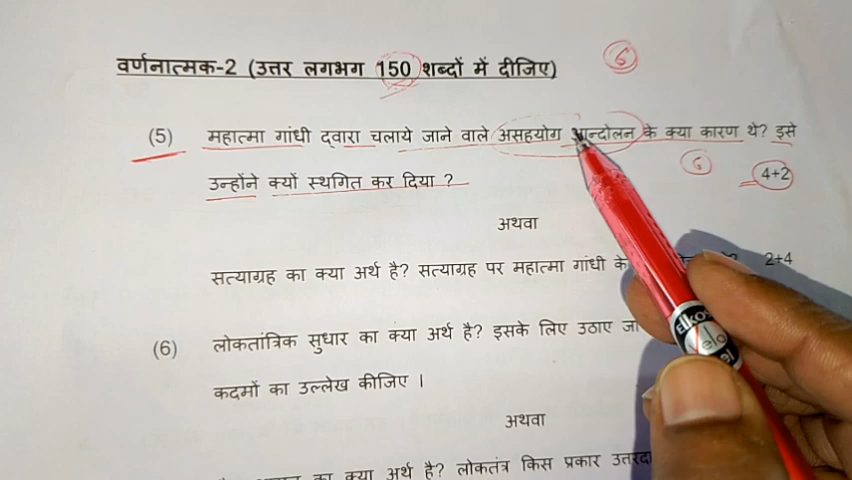 वर्णनात्मक-2 (उत्तर लगभग 150 शब्दों में दीजिए) 6
(5) महात्मा गांधी द्वारा चलाये जाने वाले असहयोग आन्दोलन के क्या कारण थे? इसे
उन्होंने क्यों स्थगित कर दिया ? 6 4+2
अथवा
सत्याग्रह का क्या अर्थ है? सत्याग्रह पर महात्मा गांधी के 2+4
(6) लोकतांत्रिक सुधार का क्या अर्थ है? इसके लिए उठाए
कदमों का उल्लेख कीजिए ।
अथवा
का क्या अर्थ है? लोकतंत्र किस प्रकार
Elkos